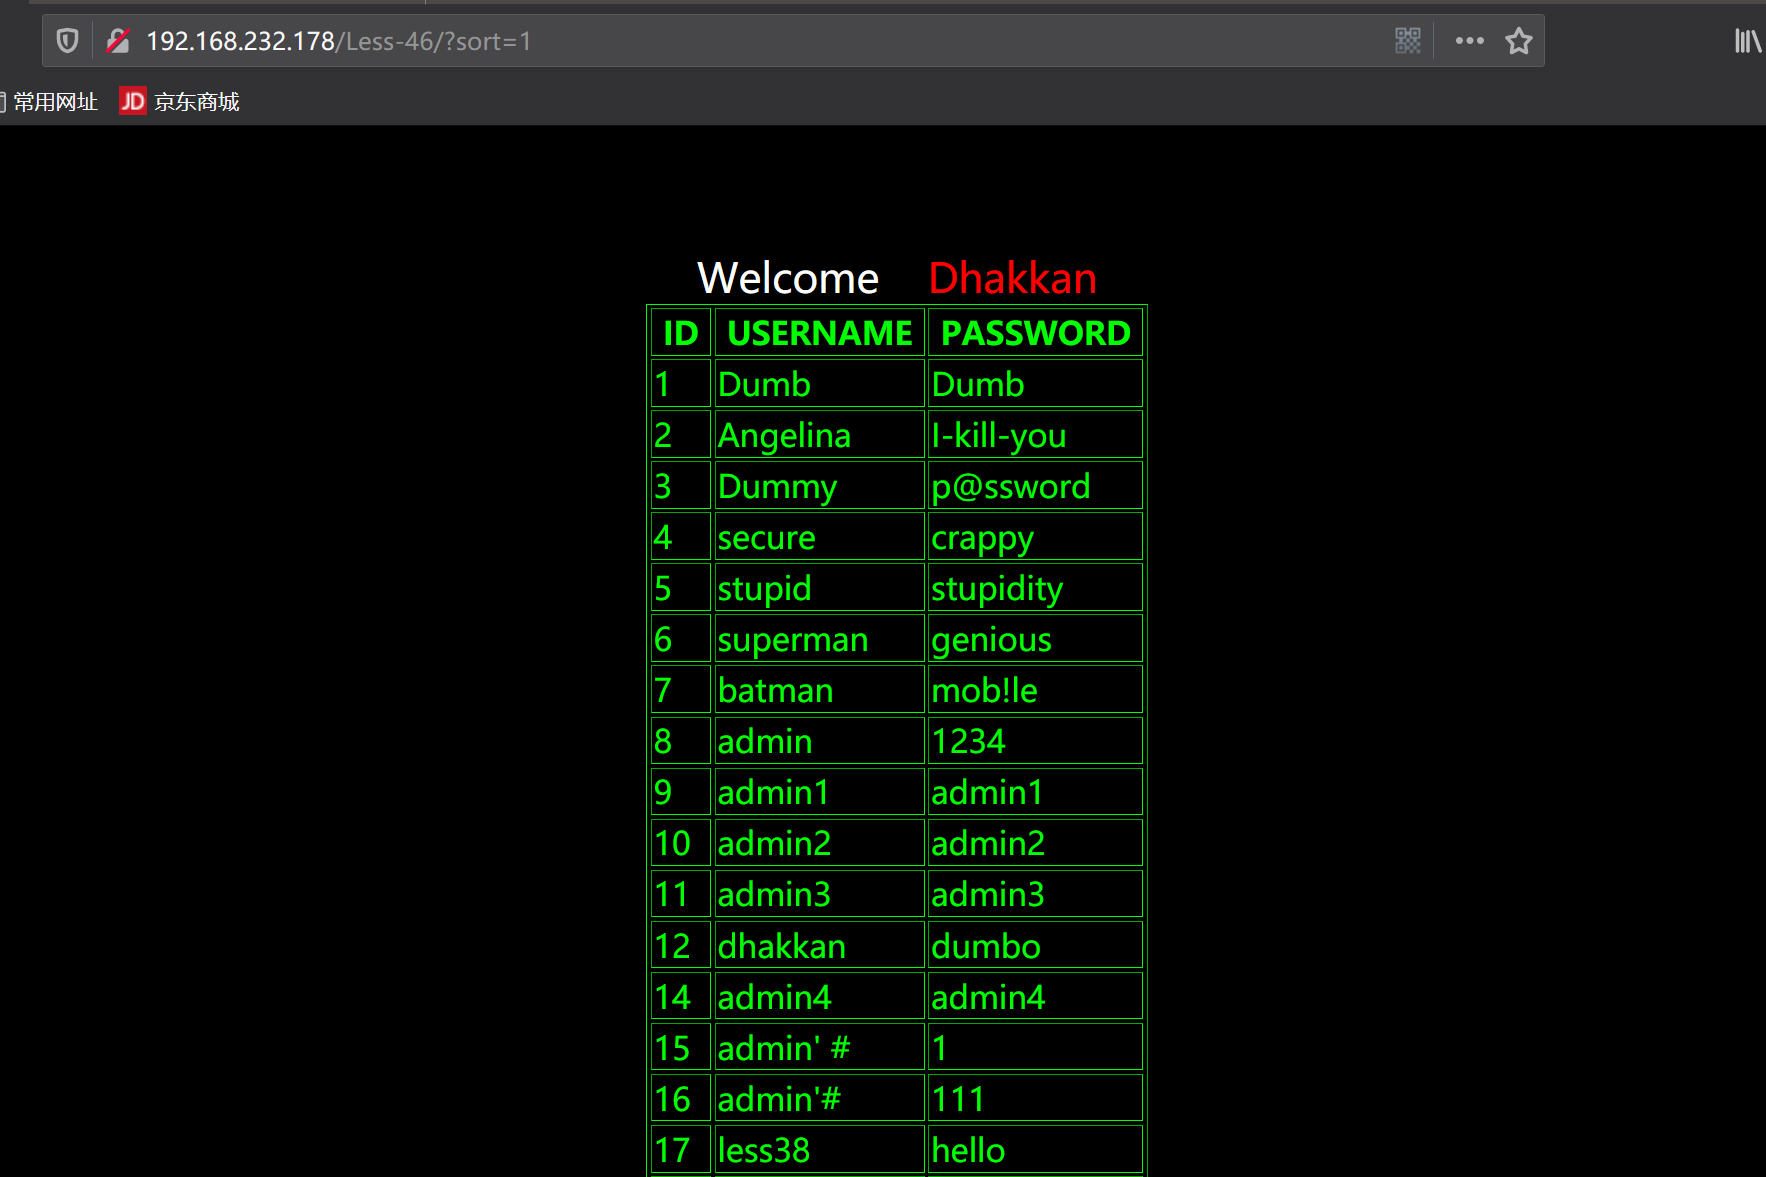 192.168.232.178/Less-46/?sort=1
常用网址 JD 京东商城
Welcome Dhakkan
ID USERNAME PASSWORD
1 Dumb Dumb
2 Angelina I-kill-you
3 Dummy p@ssword
4 secure crappy
5 stupid stupidity
6 superman genious
7 batman mob!le
8 admin 1234
9 admin1 admin1
10 admin2 admin2
11 admin3 admin3
12 dhakkan dumbo
14 admin4 admin4
15 admin' # 1
16 admin'# 111
17 less38 hello